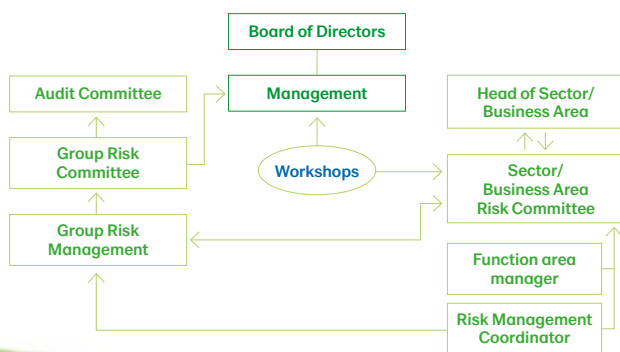 Board of Directors
Audit Committee
Management
Head of Sector/
Business Area
Group Risk
Committee
Workshops
Sector/
Business Area
Risk Committee
Group Risk
Management
Function area
manager
Risk Management
Coordinator